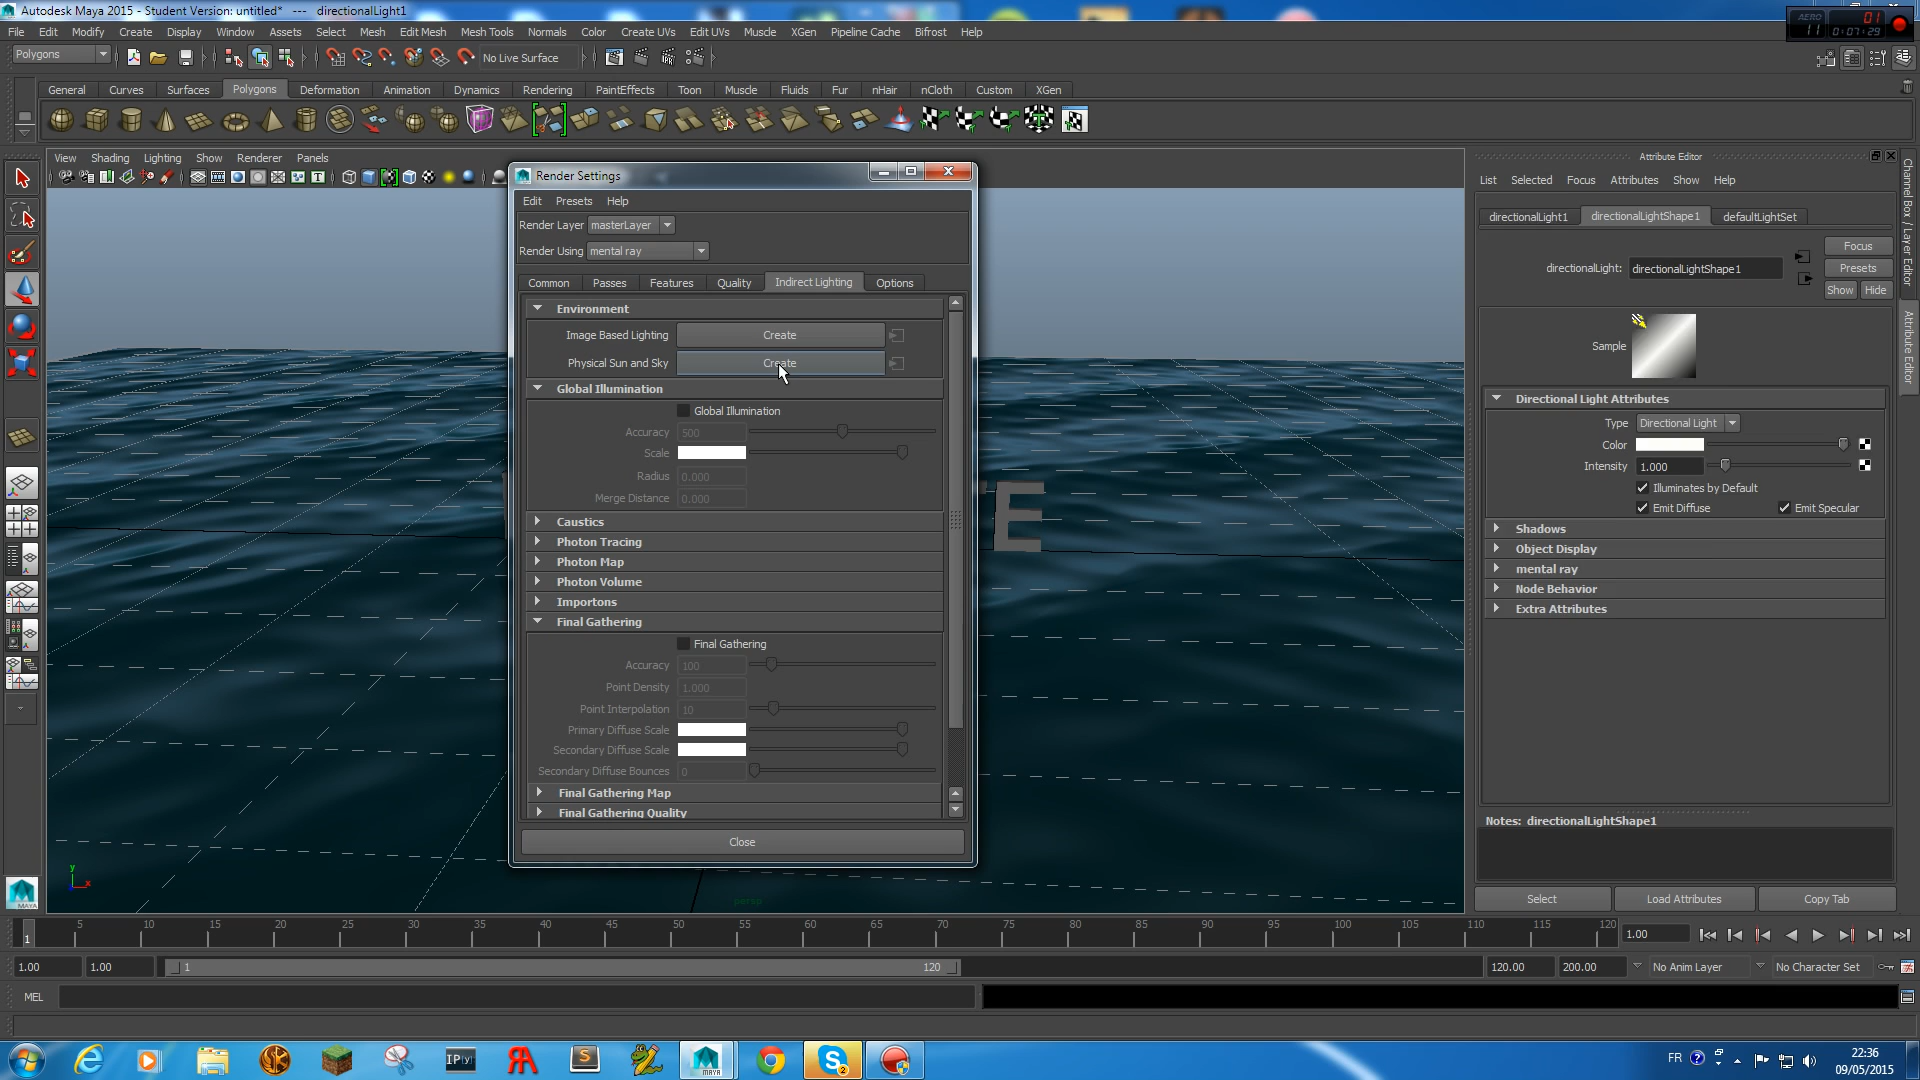 Autodesk Maya 2015 - Student Version: untitled* --- directionalLight1
File Edit Modify Create Display Window Assets Select Mesh Edit Mesh Mesh Tools Normals Color Create UVs Edit UVs Muscle XGen Pipeline Cache Bifrost Help
AERO 01
11 0:07:29
Polygons No Live Surface
General Curves Surfaces Polygons Deformation Animation Dynamics Rendering PaintEffects Toon Muscle Fluids Fur nHair nCloth Custom XGen
View Shading Lighting Show Renderer Panels
Render Settings
Edit Presets Help
Render Layer masterLayer
Render Using mental ray
Common Passes Features Quality Indirect Lighting Options
Environment
Image Based Lighting Create
Physical Sun and Sky Create
Global Illumination
Global Illumination
Accuracy 500
Scale
Radius 0.000
Merge Distance 0.000
Caustics
Photon Tracing
Photon Map
Photon Volume
Importons
Final Gathering
Final Gathering
Accuracy 100
Point Density 1.000
Point Interpolation 10
Primary Diffuse Scale
Secondary Diffuse Scale
Secondary Diffuse Bounces 0
Final Gathering Map
Final Gathering Quality
Close
E
y
x
persp
Attribute Editor
List Selected Focus Attributes Show Help
directionalLight1 directionalLightShape1 defaultLightSet
directionalLight: directionalLightShape1
Focus
Presets
Show Hide
Sample
Directional Light Attributes
Type Directional Light
Color
Intensity 1.000
Illuminates by Default
Emit Diffuse Emit Specular
Shadows
Object Display
mental ray
Node Behavior
Extra Attributes
Notes: directionalLightShape1
Select Load Attributes Copy Tab
Channel Box / Layer Editor
Attribute Editor
1 5 10 15 20 25 30 35 40 45 50 55 60 65 70 75 80 85 90 95 100 105 110 115 120 1.00
1.00 1.00 1 120 120.00 200.00 No Anim Layer No Character Set
MEL
MAYA
IPy
S
MAYA
2
FR
22:36
09/05/2015